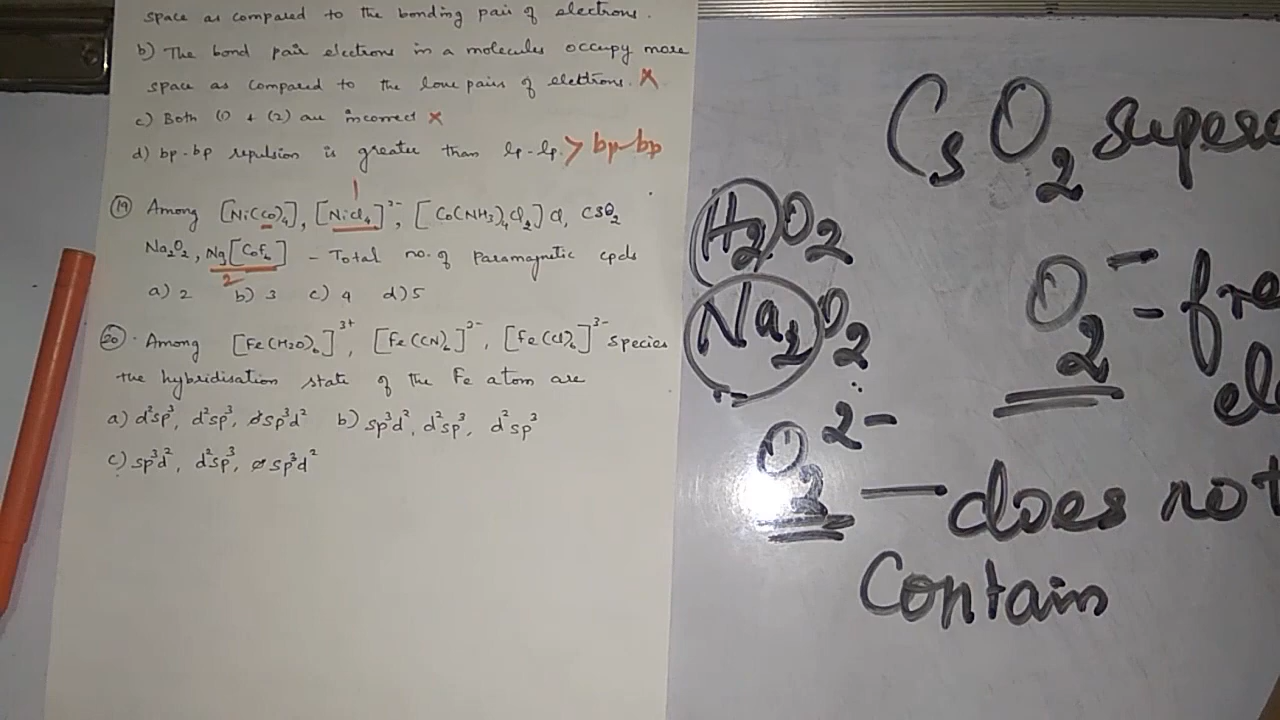 space as compared to the bonding pair of electrons.
b) The bond pair electrons in a molecules occupy more
space as compared to the lone pairs of electrons. ×
c) Both (1) & (2) are incorrect ×
d) bp-bp repulsion is greater than lp-lp. > bp-bp
1
(19) Among [Ni(CO)4], [NiCl4]²⁻, [Co(NH3)4Cl2]Cl, CsO2
Na2O2, [CoF6] – Total no. of Paramagnetic cpds
2
a) 2 b) 3 c) 4 d) 5
(20). Among [Fe(H2O)6]³⁺, [Fe(CN)6]³⁻, [Fe(Cl)6]³⁻ species
the hybridisation state of the Fe atom are
a) d²sp³, d²sp³, sp³d² b) sp³d², d²sp³, d²sp³
c) sp³d², d²sp³, sp³d²
CsO2 supero
H2O2
Na2O2
O2⁻ - fre
el
O2²⁻ — does not
Contain